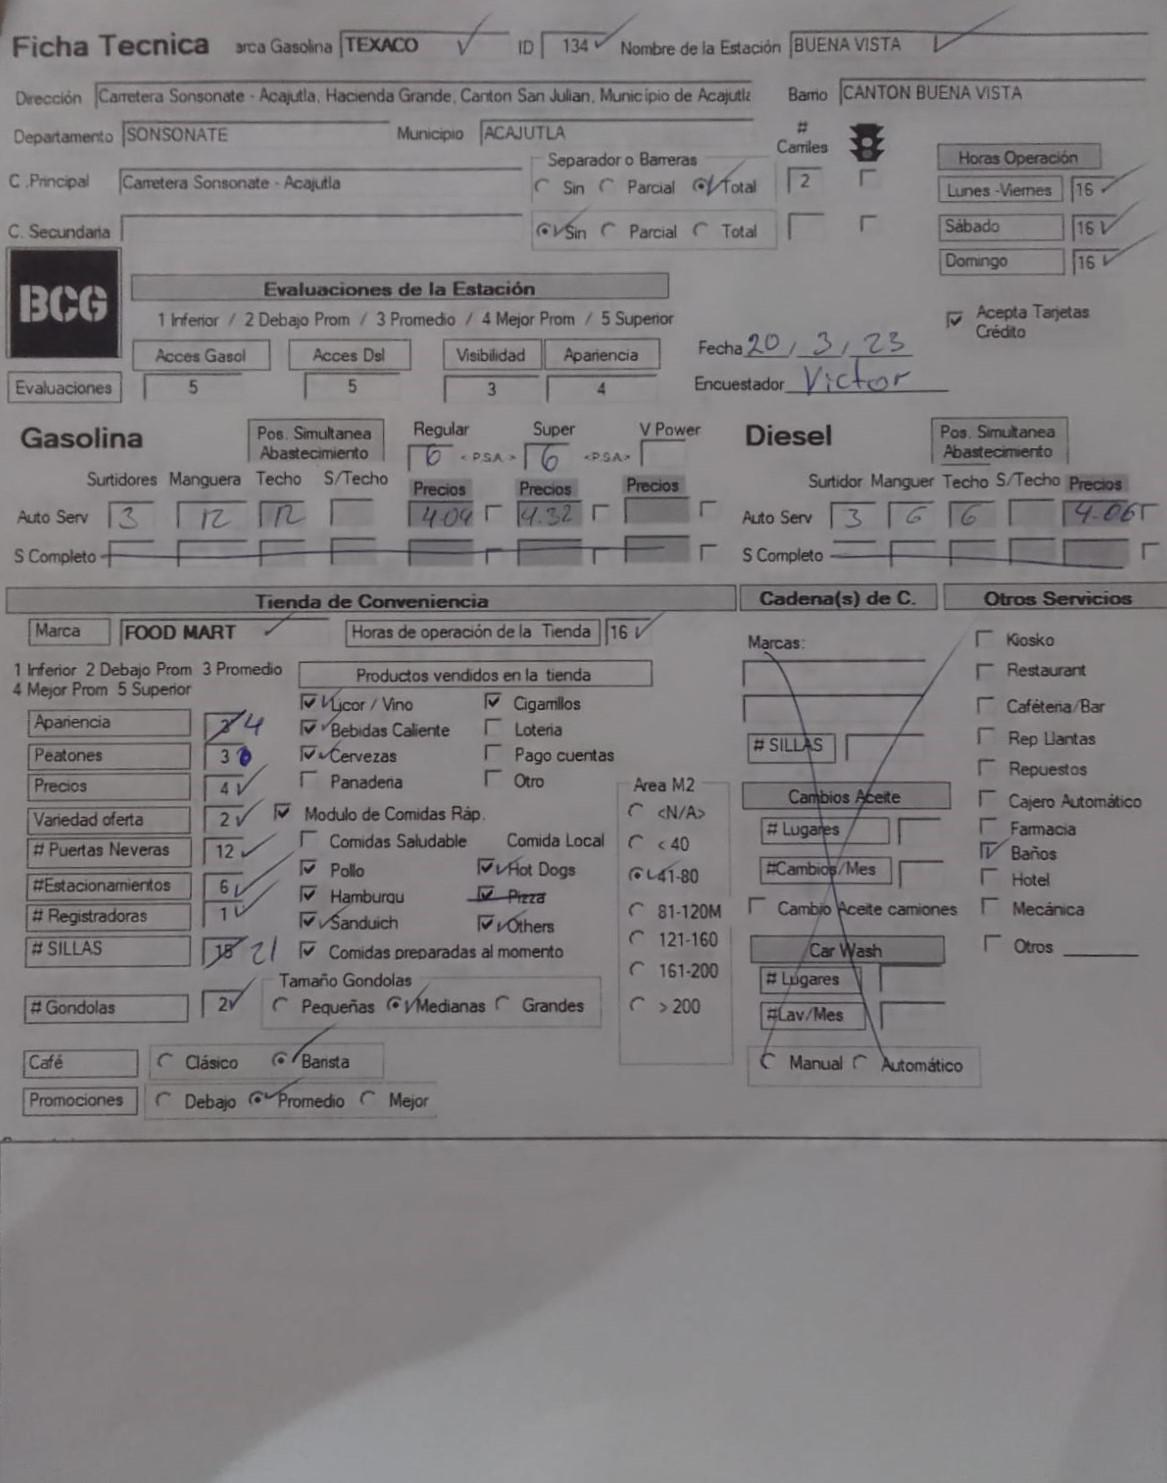 Ficha Tecnica arca Gasolina TEXACO ID 134 Nombre de la Estación BUENA VISTA
Dirección Carretera Sonsonate - Acajutla, Hacienda Grande, Canton San Julian, Municipio de Acajutla Barrio CANTON BUENA VISTA
Departamento SONSONATE Municipio ACAJUTLA # Carriles
Separador o Barreras Horas Operación
C .Principal Carretera Sonsonate - Acajutla Sin Parcial Total 2 Lunes -Viernes 16
C. Secundaria Sin Parcial Total Sábado 16
Domingo 16
BCG Evaluaciones de la Estación
1 Inferior / 2 Debajo Prom / 3 Promedio / 4 Mejor Prom / 5 Superior Acepta Tarjetas Crédito
Acces Gasol Acces Dsl Visibilidad Apariencia Fecha 20/3/23
Evaluaciones 5 5 3 4 Encuestador Victor
Gasolina Pos. Simultanea Abastecimiento Regular Super V Power Diesel Pos. Simultanea Abastecimiento
6 <P.S.A> 6 <P.S.A>
Surtidores Manguera Techo S/Techo Precios Precios Precios Surtidor Manguer Techo S/Techo Precios
Auto Serv 3 12 12 4.09 4.32 Auto Serv 3 6 6 4.06
S Completo S Completo
Tienda de Conveniencia Cadena(s) de C. Otros Servicios
Marca FOOD MART Horas de operación de la Tienda 16 Marcas: Kiosko
1 Inferior 2 Debajo Prom 3 Promedio
4 Mejor Prom 5 Superior Productos vendidos en la tienda Restaurant
Apariencia 3 4 Licor / Vino Cigarrillos Cafétería/Bar
Peatones 3 Bebidas Caliente Loteria Rep Llantas
Cervezas Pago cuentas # SILLAS Repuestos
Precios 4 Panaderia Otro Area M2 Cambios Aceite Cajero Automático
Variedad oferta 2 Modulo de Comidas Ráp. <N/A> # Lugares Farmacia
# Puertas Neveras 12 Comidas Saludable Comida Local < 40 Baños
#Estacionamientos 6 Pollo Hot Dogs 41-80 #Cambios/Mes Hotel
# Registradoras 1 Hamburgu Pizza 81-120M Cambio Aceite camiones Mecánica
Sanduich Others 121-160 Car Wash Otros
# SILLAS 18 21 Comidas preparadas al momento 161-200 # Lugares
Tamaño Gondolas
# Gondolas 2 Pequeñas Medianas Grandes > 200 #Lav/Mes
Café Clásico Barista Manual Automático
Promociones Debajo Promedio Mejor